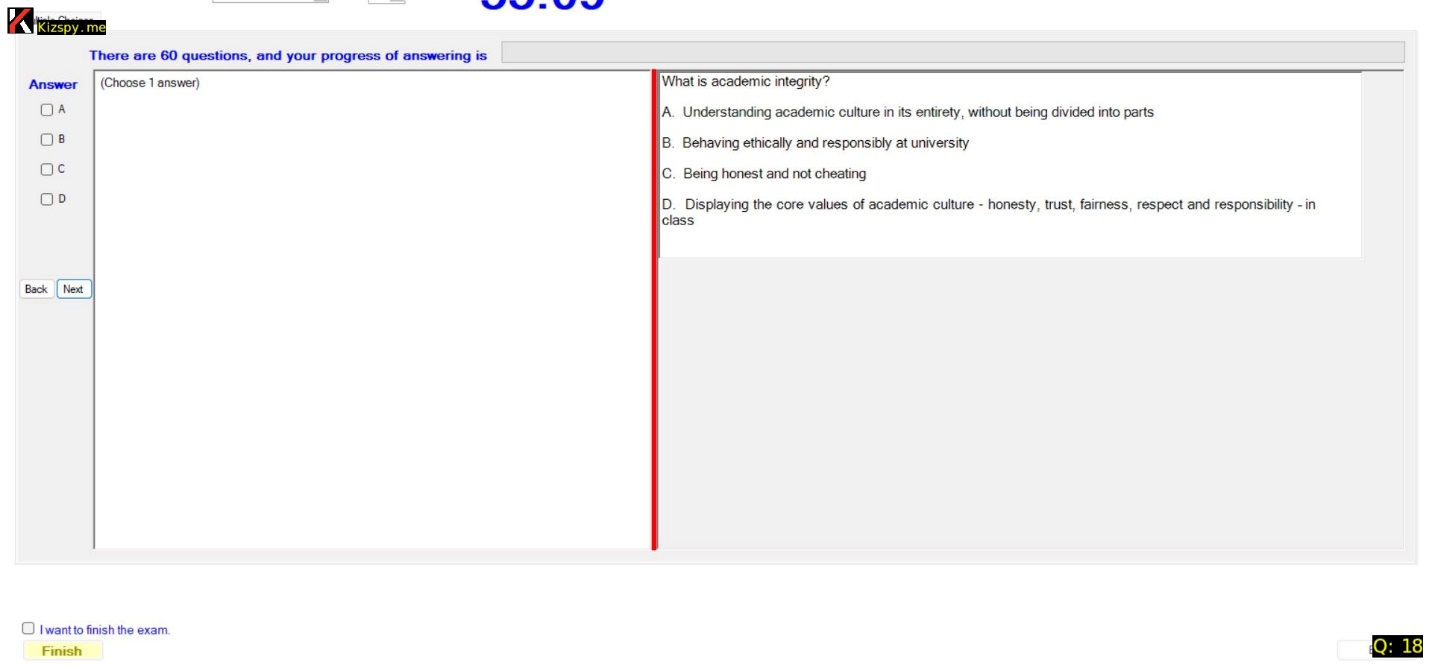 Kizspy.me
There are 60 questions, and your progress of answering is
Answer
(Choose 1 answer)
A
B
C
D
Back
Next
What is academic integrity?
A. Understanding academic culture in its entirety, without being divided into parts
B. Behaving ethically and responsibly at university
C. Being honest and not cheating
D. Displaying the core values of academic culture - honesty, trust, fairness, respect and responsibility - in
class
I want to finish the exam.
Finish
Q: 18